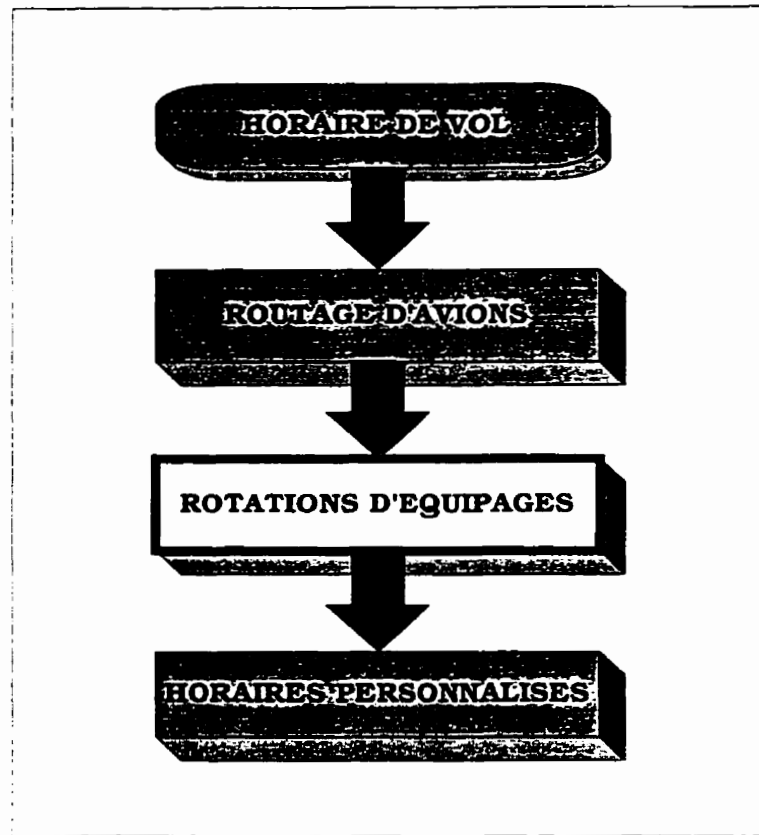 HORAIRE DE VOL
ROUTAGE D'AVIONS
ROTATIONS D'EQUIPAGES
HORAIRES PERSONNALISES